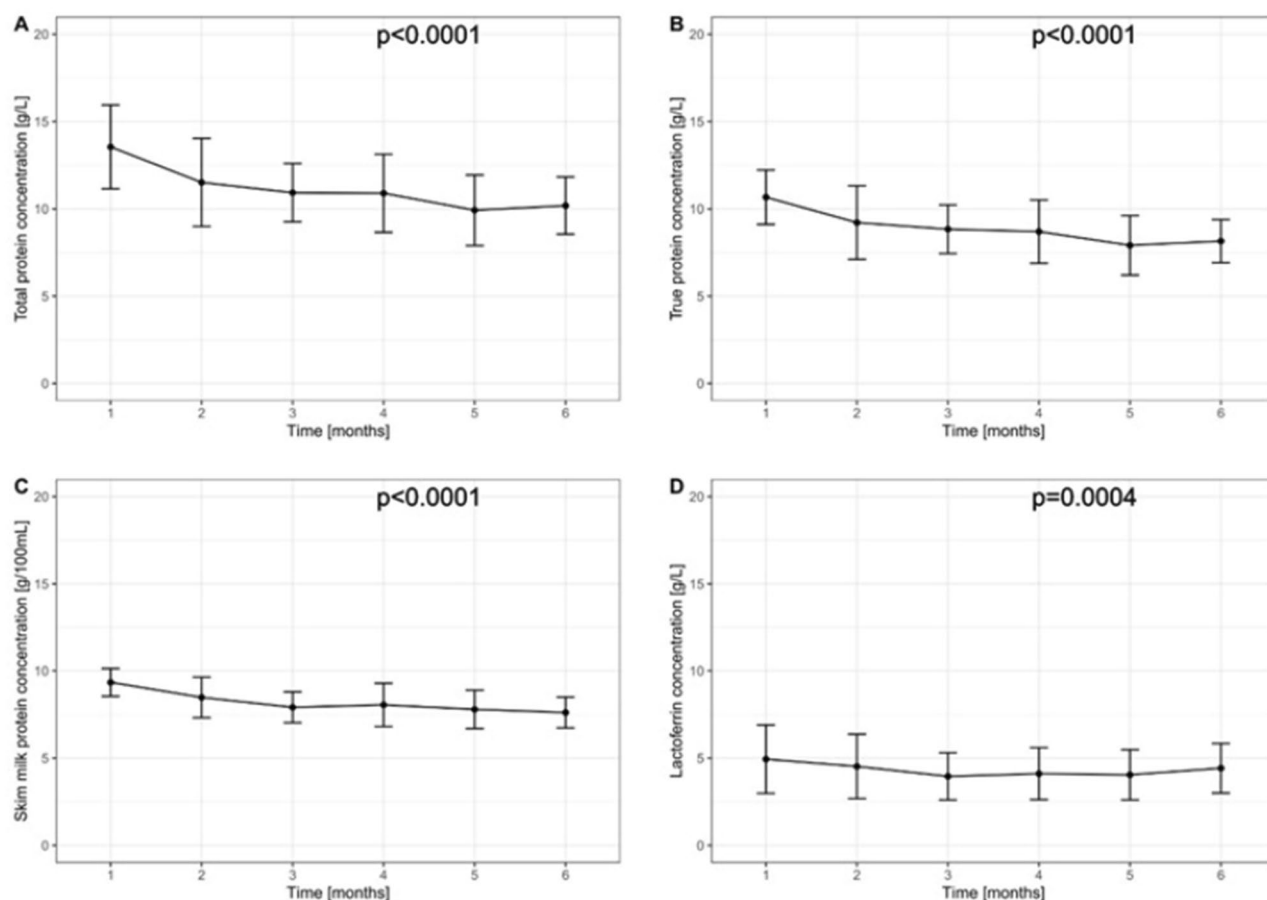 A
p<0.0001
Total protein concentration [g/L]
20
15
10
5
0
1 2 3 4 5 6
Time [months]
B
p<0.0001
True protein concentration [g/L]
20
15
10
5
0
1 2 3 4 5 6
Time [months]
C
p<0.0001
Skim milk protein concentration [g/100mL]
20
15
10
5
0
1 2 3 4 5 6
Time [months]
D
p=0.0004
Lactoferrin concentration [g/L]
20
15
10
5
0
1 2 3 4 5 6
Time [months]